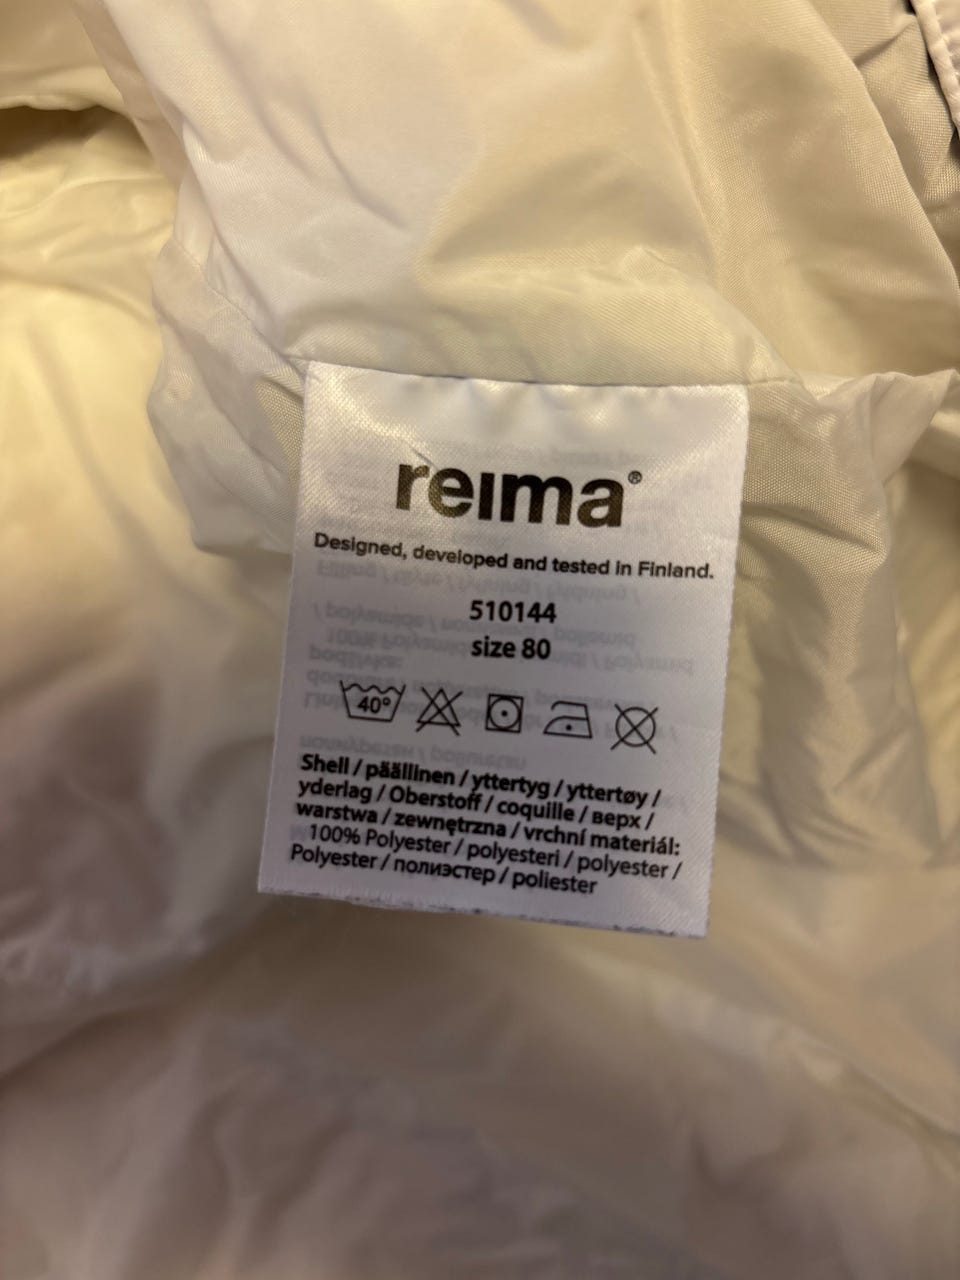 reima®
Designed, developed and tested in Finland.
510144
size 80
40°
Shell / päällinen / yttertyg / yttertøy /
yderlag / Oberstoff / coquille / верх /
warstwa / zewnętrzna / vrchní materiál:
100% Polyester / polyesteri / polyester /
Polyester / полиэстер / poliester